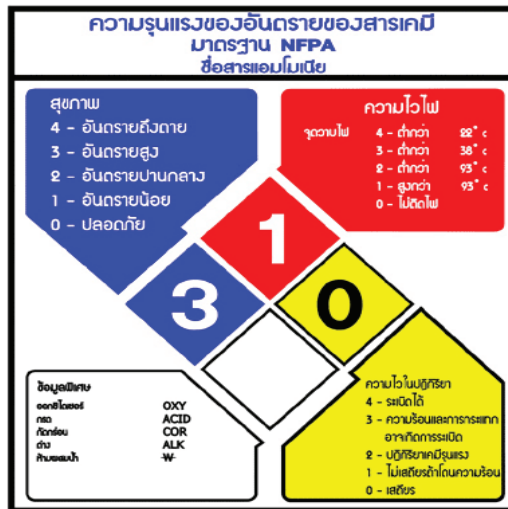 ความรุนแรงของอันตรายของสารเคมี
มาตรฐาน NFPA
ชื่อสารแอมโมเนีย
สุขภาพ
4 - อันตรายถึงตาย
3 - อันตรายสูง
2 - อันตรายปานกลาง
1 - อันตรายน้อย
0 - ปลอดภัย
ความไวไฟ
จุดวาบไฟ 4 - ต่ำกว่า 22° c
3 - ต่ำกว่า 38° c
2 - ต่ำกว่า 93° c
1 - สูงกว่า 93° c
0 - ไม่ติดไฟ
1
3
0
ข้อมูลพิเศษ
ออกซิไดเซอร์ OXY
กรด ACID
กัดกร่อน COR
ด่าง ALK
ห้ามผสมน้ำ W
ความไวในปฏิกิริยา
4 - ระเบิดได้
3 - ความร้อนและการกระแทก
อาจเกิดการระเบิด
2 - ปฏิกิริยาเคมีรุนแรง
1 - ไม่เสถียรถ้าโดนความร้อน
0 - เสถียร